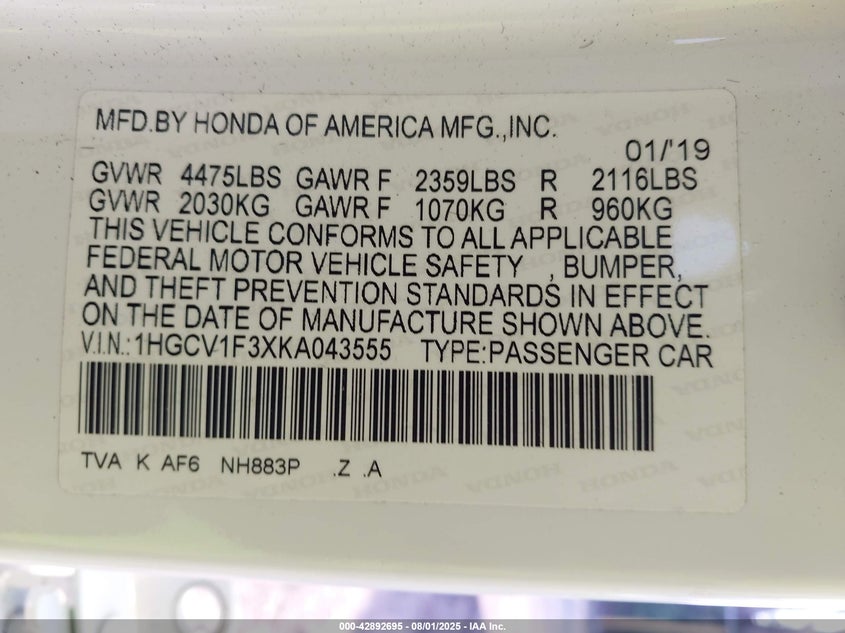 MFD.BY HONDA OF AMERICA MFG.,INC.
01/'19
GVWR 4475LBS GAWR F 2359LBS R 2116LBS
GVWR 2030KG GAWR F 1070KG R 960KG
THIS VEHICLE CONFORMS TO ALL APPLICABLE
FEDERAL MOTOR VEHICLE SAFETY , BUMPER,
AND THEFT PREVENTION STANDARDS IN EFFECT
ON THE DATE OF MANUFACTURE SHOWN ABOVE.
V.I.N.:1HGCV1F3XKA043555 TYPE:PASSENGER CAR
TVA K AF6 NH883P .Z .A
000-42892695 - 08/01/2025 - IAA Inc.